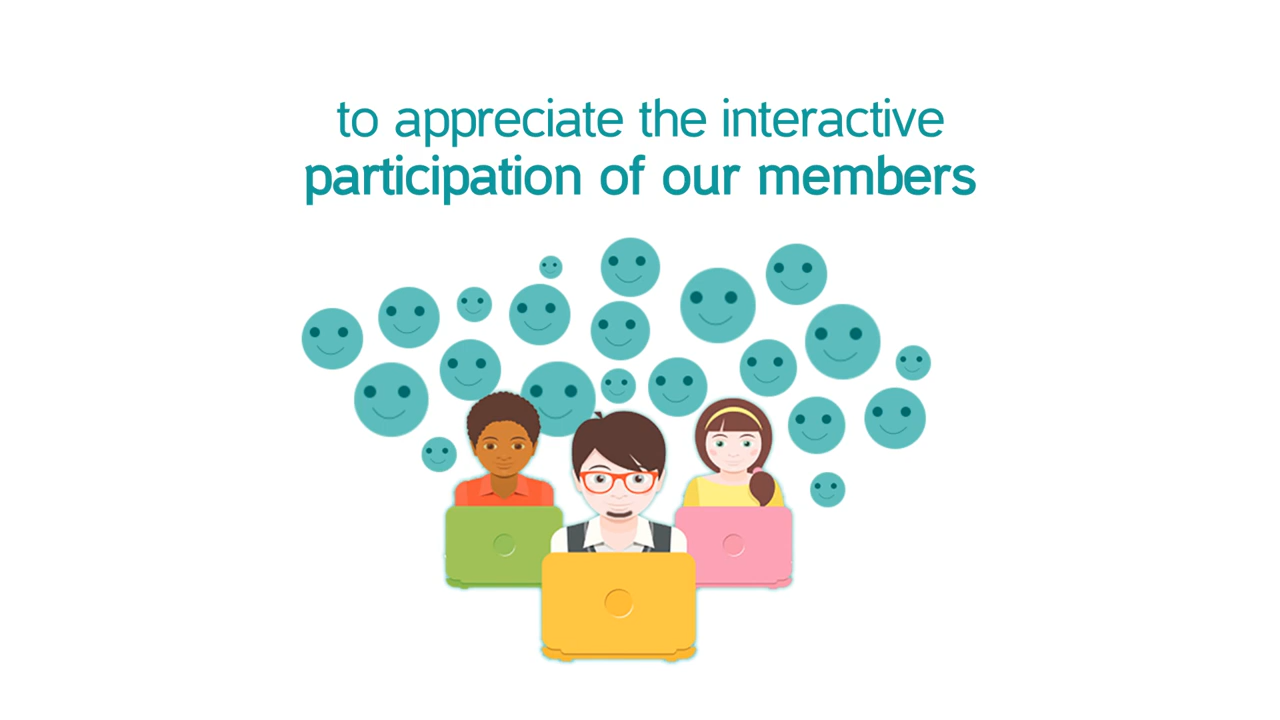 to appreciate the interactive
participation of our members